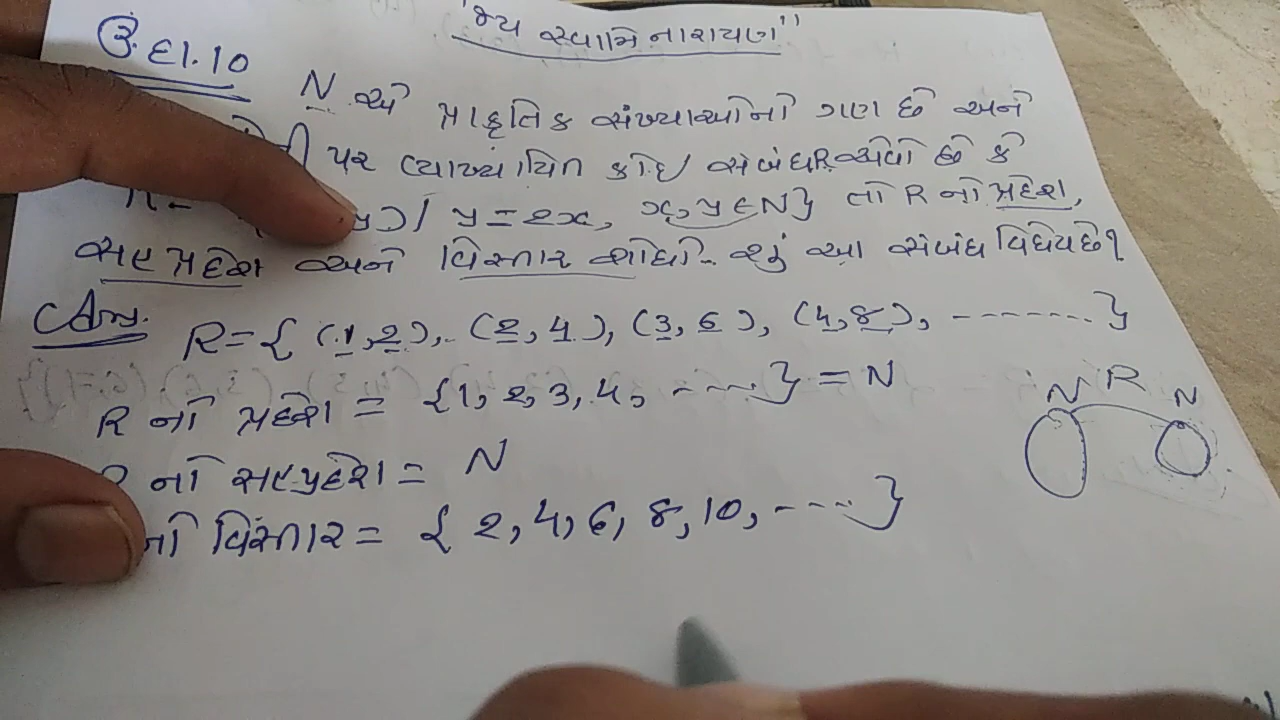 "જય સ્વામિ નારાયણ"
ઉ.દા.10 N એ પ્રાકૃતિક સંખ્યાઓનો ગણ છે અને
પર વ્યાખ્યાયિત કોઈ સંબંધ R એવો છે કે
y) / y = 2x, x, y ∈ N} તો R નો પ્રદેશ,
સહપ્રદેશ અને વિસ્તાર શોધો. શું આ સંબંધ વિધેય છે?
Ans. R = { (1,2), (2,4), (3,6), (4,8), ------- }
R નો પ્રદેશ = {1, 2, 3, 4, ----} = N
N R N
નો સહપ્રદેશ = N
નો વિસ્તાર = { 2, 4, 6, 8, 10, ---- }